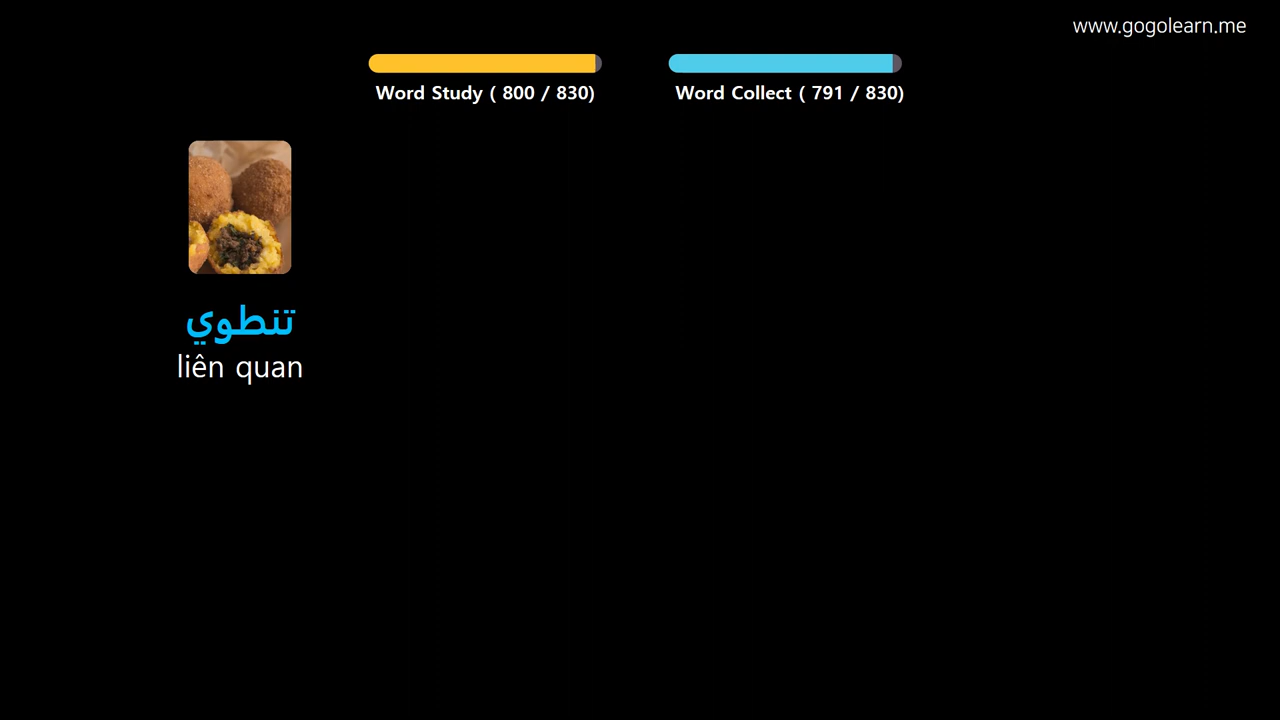 www.gogolearn.me
Word Study ( 800 / 830)
Word Collect ( 791 / 830)
تنطوي
liên quan